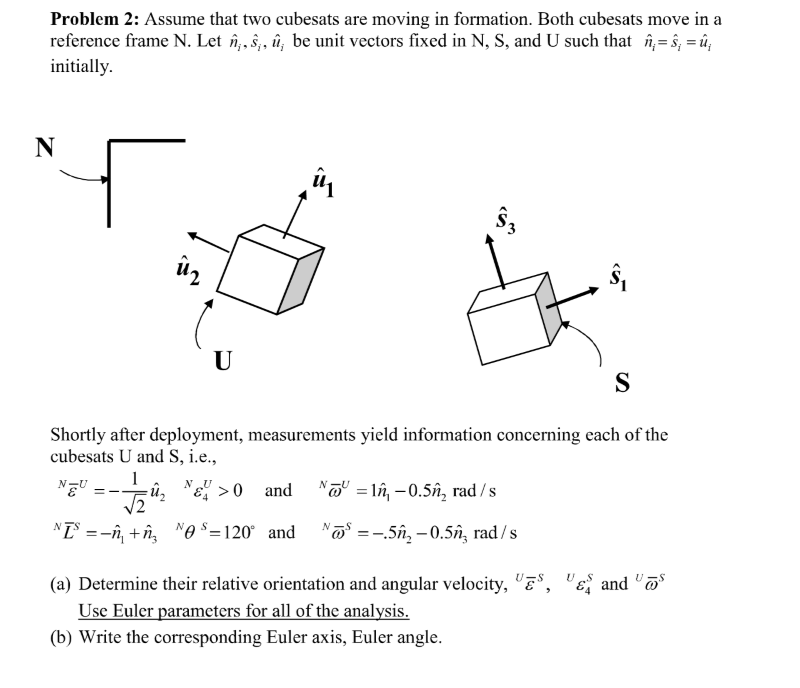 Problem 2: Assume that two cubesats are moving in formation. Both cubesats move in a
reference frame N. Let n̂ᵢ, ŝᵢ, ûᵢ be unit vectors fixed in N, S, and U such that n̂ᵢ = ŝᵢ = ûᵢ
initially.
N
û₁
ŝ₃
û₂
ŝ₁
U
S
Shortly after deployment, measurements yield information concerning each of the
cubesats U and S, i.e.,
ᴺε̄ᵁ = −1/√2 û₂ ᴺε₄ᵁ > 0 and ᴺω̄ᵁ = 1n̂₁ − 0.5n̂₂ rad / s
ᴺL̄ˢ = −n̂₁ + n̂₃ ᴺθ ˢ = 120° and ᴺω̄ˢ = −.5n̂₂ − 0.5n̂₃ rad / s
(a) Determine their relative orientation and angular velocity, ᵁε̄ˢ, ᵁε₄ˢ and ᵁω̄ˢ
Use Euler parameters for all of the analysis.
(b) Write the corresponding Euler axis, Euler angle.